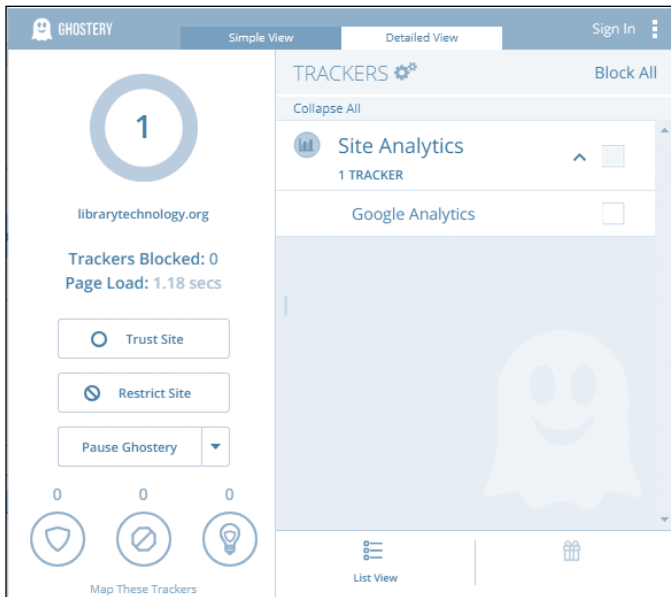 GHOSTERY
Simple View
Detailed View
Sign In
1
librarytechnology.org
Trackers Blocked: 0
Page Load: 1.18 secs
Trust Site
Restrict Site
Pause Ghostery
0 0 0
Map These Trackers
TRACKERS
Block All
Collapse All
Site Analytics
1 TRACKER
Google Analytics
List View